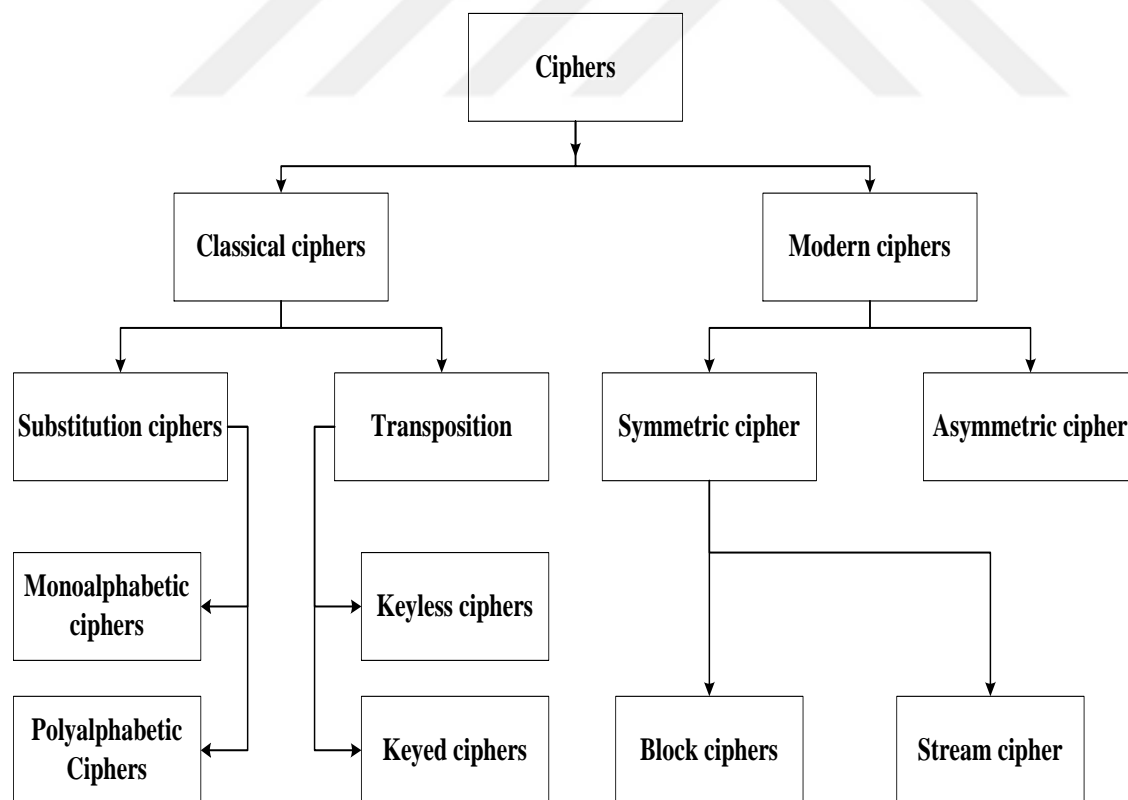 Ciphers
Classical ciphers
Modern ciphers
Substitution ciphers
Transposition
Symmetric cipher
Asymmetric cipher
Monoalphabetic
ciphers
Keyless ciphers
Polyalphabetic
Ciphers
Keyed ciphers
Block ciphers
Stream cipher